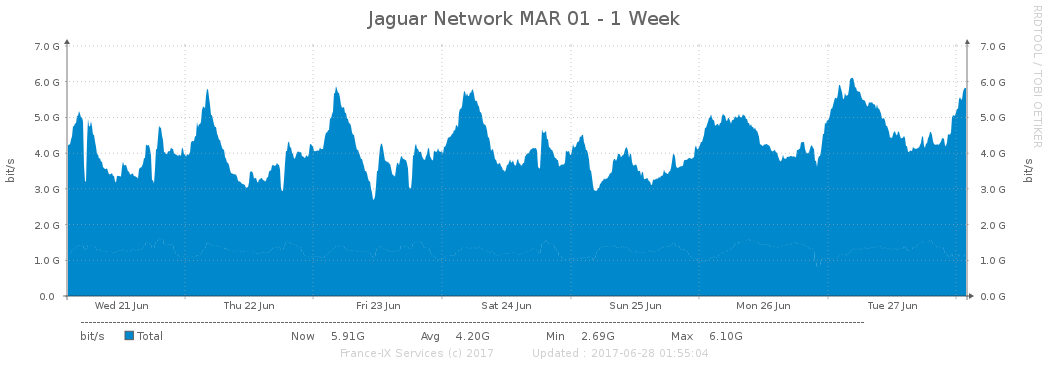 Jaguar Network MAR 01 - 1 Week
RRDTOOL / TOBI OETIKER
7.0 G 7.0 G
6.0 G 6.0 G
5.0 G 5.0 G
4.0 G 4.0 G
3.0 G 3.0 G
2.0 G 2.0 G
1.0 G 1.0 G
0.0 0.0 G
bit/s bit/s
Wed 21 Jun Thu 22 Jun Fri 23 Jun Sat 24 Jun Sun 25 Jun Mon 26 Jun Tue 27 Jun
bit/s Total Now 5.91G Avg 4.20G Min 2.69G Max 6.10G
France-IX Services (c) 2017 Updated : 2017-06-28 01:55:04